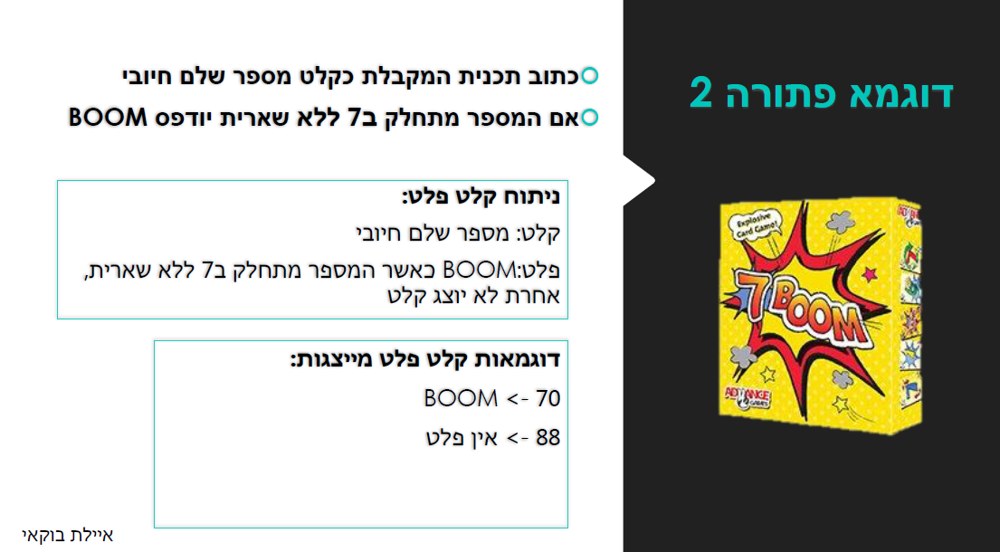 דוגמא פתורה 2
כתוב תכנית המקבלת כקלט מספר שלם חיובי
אם המספר מתחלק ב7 ללא שארית יודפס BOOM
ניתוח קלט פלט:
קלט: מספר שלם חיובי
פלט:BOOM כאשר המספר מתחלק ב7 ללא שארית,
אחרת לא יוצג קלט
דוגמאות קלט פלט מייצגות:
70 -> BOOM
88 -> אין פלט
איילת בוקאי
Explosive
Card Game!
7 BOOM
ADVANCE
GAMES